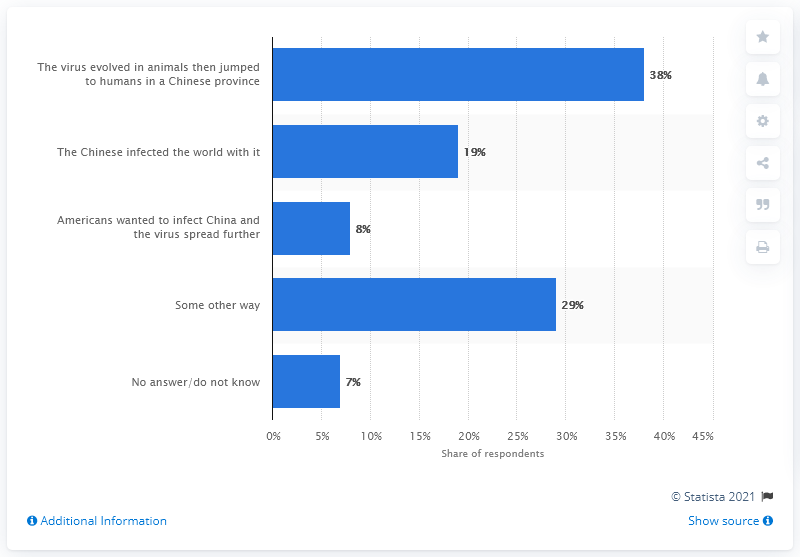 The virus evolved in animals then jumped
to humans in a Chinese province
38%
The Chinese infected the world with it
19%
Americans wanted to infect China and
the virus spread further
8%
Some other way
29%
No answer/do not know
7%
0% 5% 10% 15% 20% 25% 30% 35% 40% 45%
Share of respondents
© Statista 2021
Additional Information
Show source